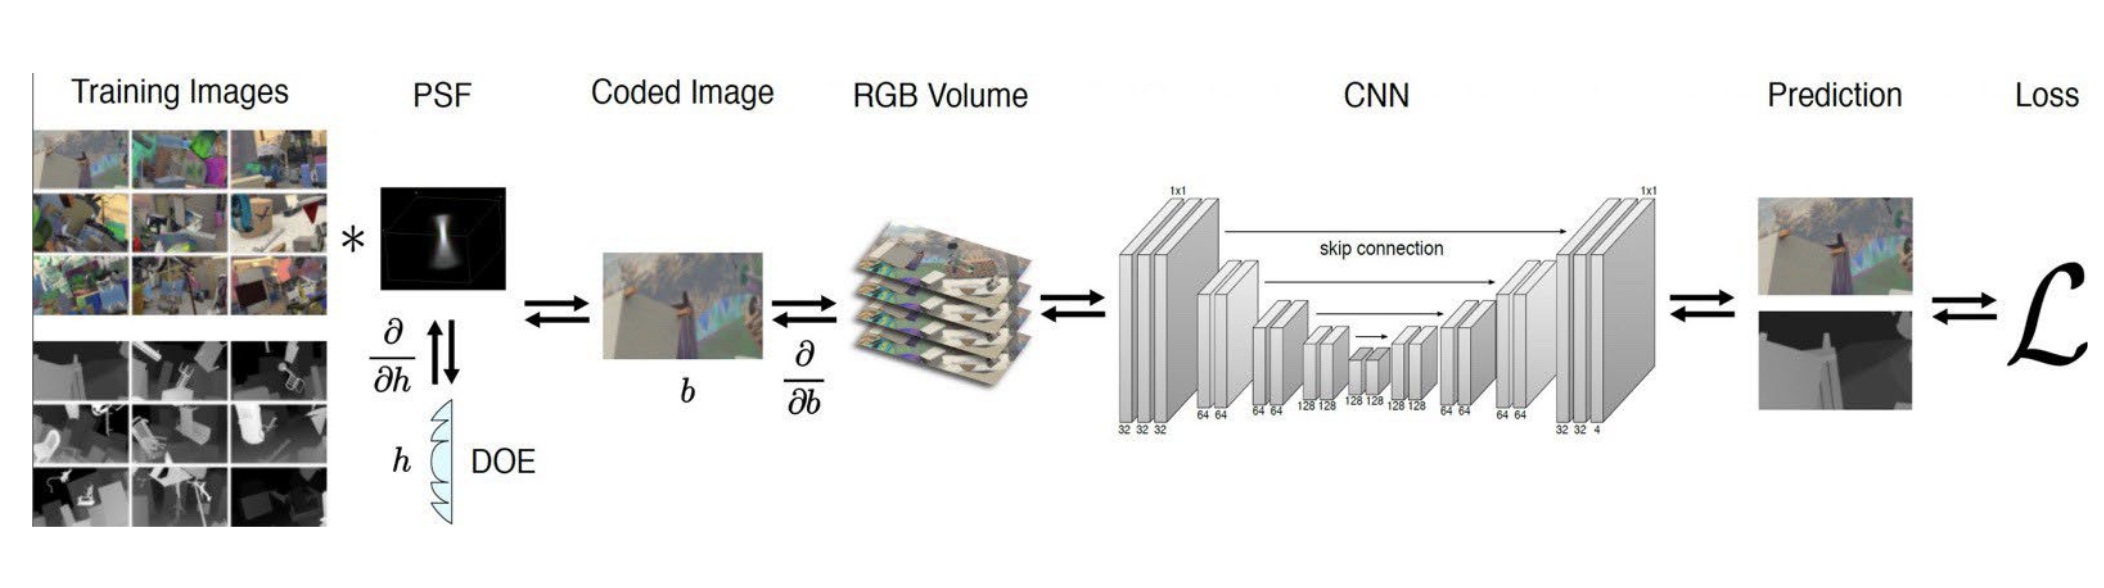 Training Images
PSF
Coded Image
RGB Volume
CNN
Prediction
Loss
*
∂
∂h
h
DOE
b
∂
∂b
1x1
1x1
skip connection
32 32 32
64 64
64 64
128 128
128 128
128 128
64 64
64 64
32 32 4
ℒ